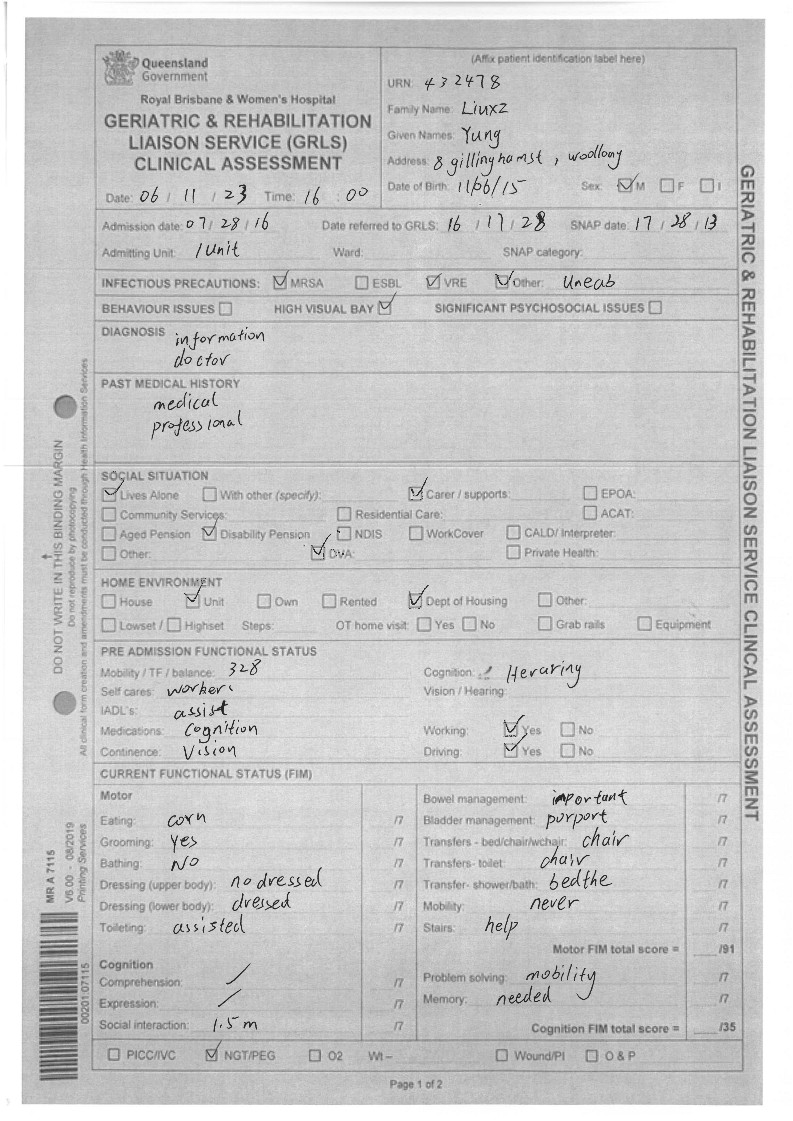 Queensland Government
Royal Brisbane & Women's Hospital
GERIATRIC & REHABILITATION
LIAISON SERVICE (GRLS)
CLINICAL ASSESSMENT
Date: 06 / 11 / 23 Time: 16 : 00
(Affix patient identification label here)
URN: 432478
Family Name: Liuxz
Given Names: Yung
Address: 8 gillinghamst, woollony
Date of Birth: 11/06/15 Sex: M F I
Admission date: 07/ 28 / 16 Date referred to GRLS: 16 / 17 / 28 SNAP date: 17 / 28 / 13
Admitting Unit: 1 Unit Ward: SNAP category:
INFECTIOUS PRECAUTIONS: MRSA ESBL VRE Other: Uneab
BEHAVIOUR ISSUES HIGH VISUAL BAY SIGNIFICANT PSYCHOSOCIAL ISSUES
DIAGNOSIS information
doctor
PAST MEDICAL HISTORY
medical
professional
SOCIAL SITUATION
Lives Alone With other (specify): Carer / supports: EPOA:
Community Services: Residential Care: ACAT:
Aged Pension Disability Pension NDIS WorkCover CALD/ Interpreter:
Other: DVA: Private Health:
HOME ENVIRONMENT
House Unit Own Rented Dept of Housing Other:
Lowset / Highset Steps: OT home visit: Yes No Grab rails Equipment
PRE ADMISSION FUNCTIONAL STATUS
Mobility / TF / balance: 328 Cognition: Heraring
Self cares: worker Vision / Hearing:
IADL's: assist
Medications: Cognition Working: Yes No
Continence: Vision Driving: Yes No
CURRENT FUNCTIONAL STATUS (FIM)
Motor
Eating: corn /7
Grooming: Yes /7
Bathing: NO /7
Dressing (upper body): no dressed /7
Dressing (lower body): dressed /7
Toileting: assisted /7
Bowel management: important /7
Bladder management: purport /7
Transfers - bed/chair/wchair: chair /7
Transfers- toilet: chair /7
Transfer- shower/bath: bedthe /7
Mobility: never /7
Stairs: help /7
Motor FIM total score = /91
Cognition
Comprehension: / /7
Expression: / /7
Social interaction: 1.5 m /7
Problem solving: mobility /7
Memory: needed /7
Cognition FIM total score = /35
PICC/IVC NGT/PEG O2 Wt – Wound/PI O & P
Page 1 of 2
DO NOT WRITE IN THIS BINDING MARGIN
Do not reproduce by photocopying
All clinical form creation and amendments must be conducted through Health Information Services
MR A 7115
V6.00 - 08/2019
Printing Services
00201:07115
GERIATRIC & REHABILITATION LIAISON SERVICE CLINCAL ASSESSMENT